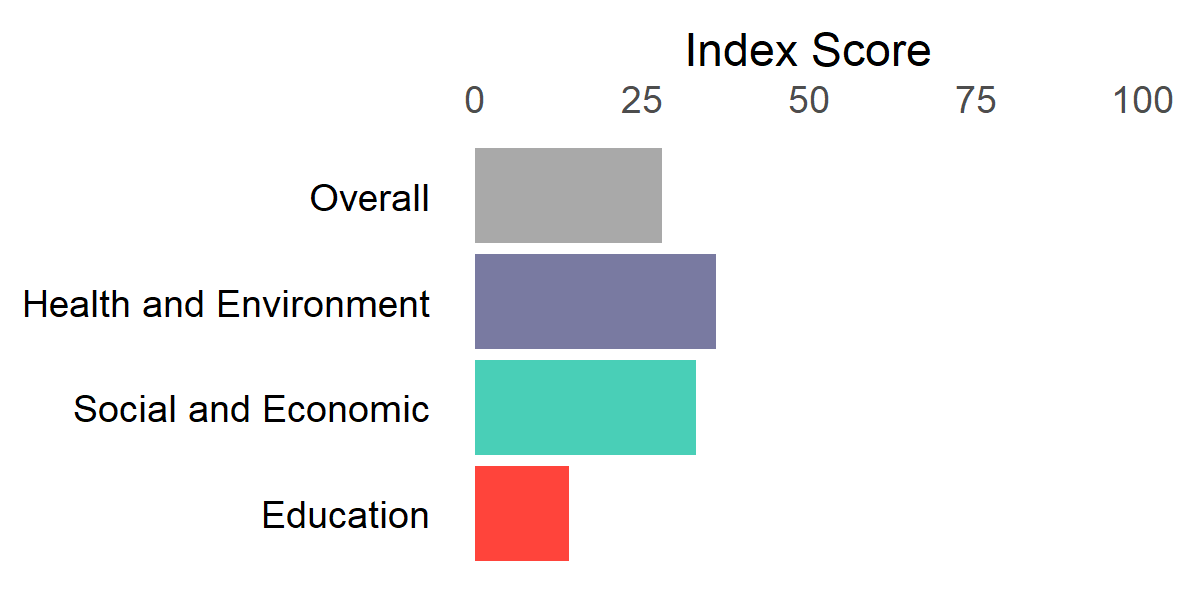 Index Score
0 25 50 75 100
Overall
Health and Environment
Social and Economic
Education